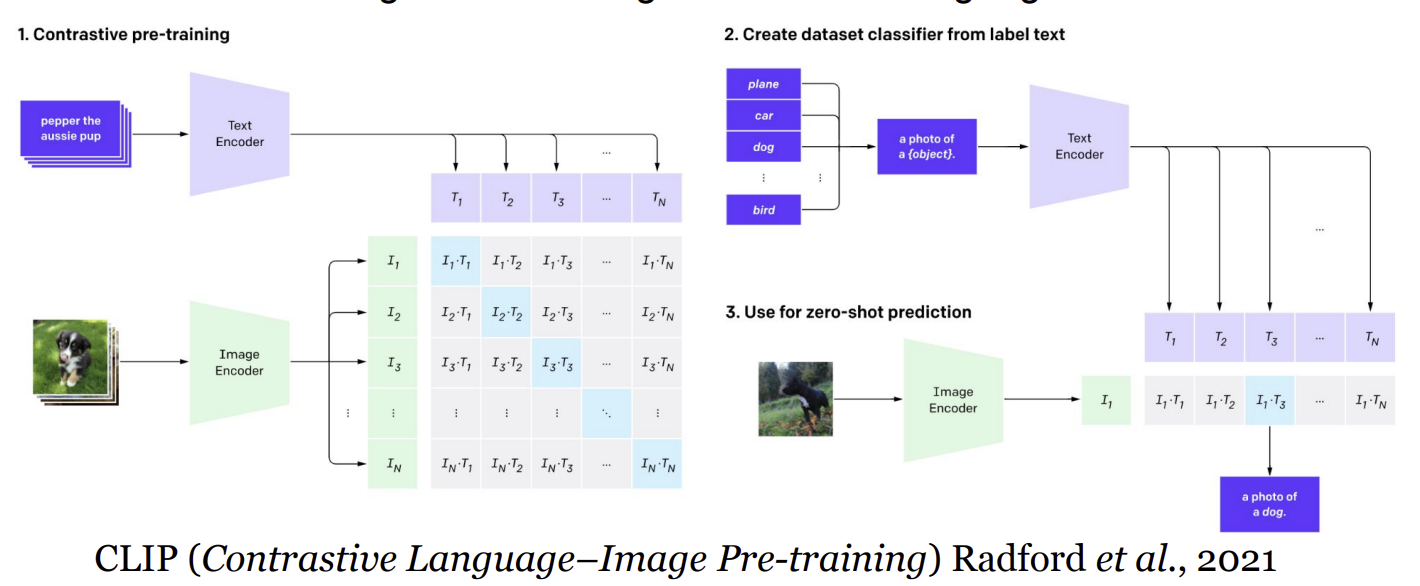 1. Contrastive pre-training
pepper the
aussie pup
Text
Encoder
...
T1 T2 T3 ... TN
I1 I1·T1 I1·T2 I1·T3 ... I1·TN
I2 I2·T1 I2·T2 I2·T3 ... I2·TN
Image
Encoder
I3 I3·T1 I3·T2 I3·T3 ... I3·TN
⋮ ⋮ ⋮ ⋮ ⋮ ⋱ ⋮
IN IN·T1 IN·T2 IN·T3 ... IN·TN
2. Create dataset classifier from label text
plane
car
dog
⋮ ⋮
bird
a photo of
a {object}.
Text
Encoder
...
3. Use for zero-shot prediction
T1 T2 T3 ... TN
Image
Encoder
I1 I1·T1 I1·T2 I1·T3 ... I1·TN
a photo of
a dog.
CLIP (Contrastive Language–Image Pre-training) Radford et al., 2021